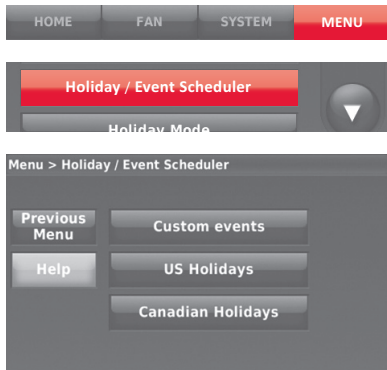 HOME FAN SYSTEM MENU
Holiday / Event Scheduler
Holiday Mode
Menu > Holiday / Event Scheduler
Previous
Menu
Custom events
Help
US Holidays
Canadian Holidays